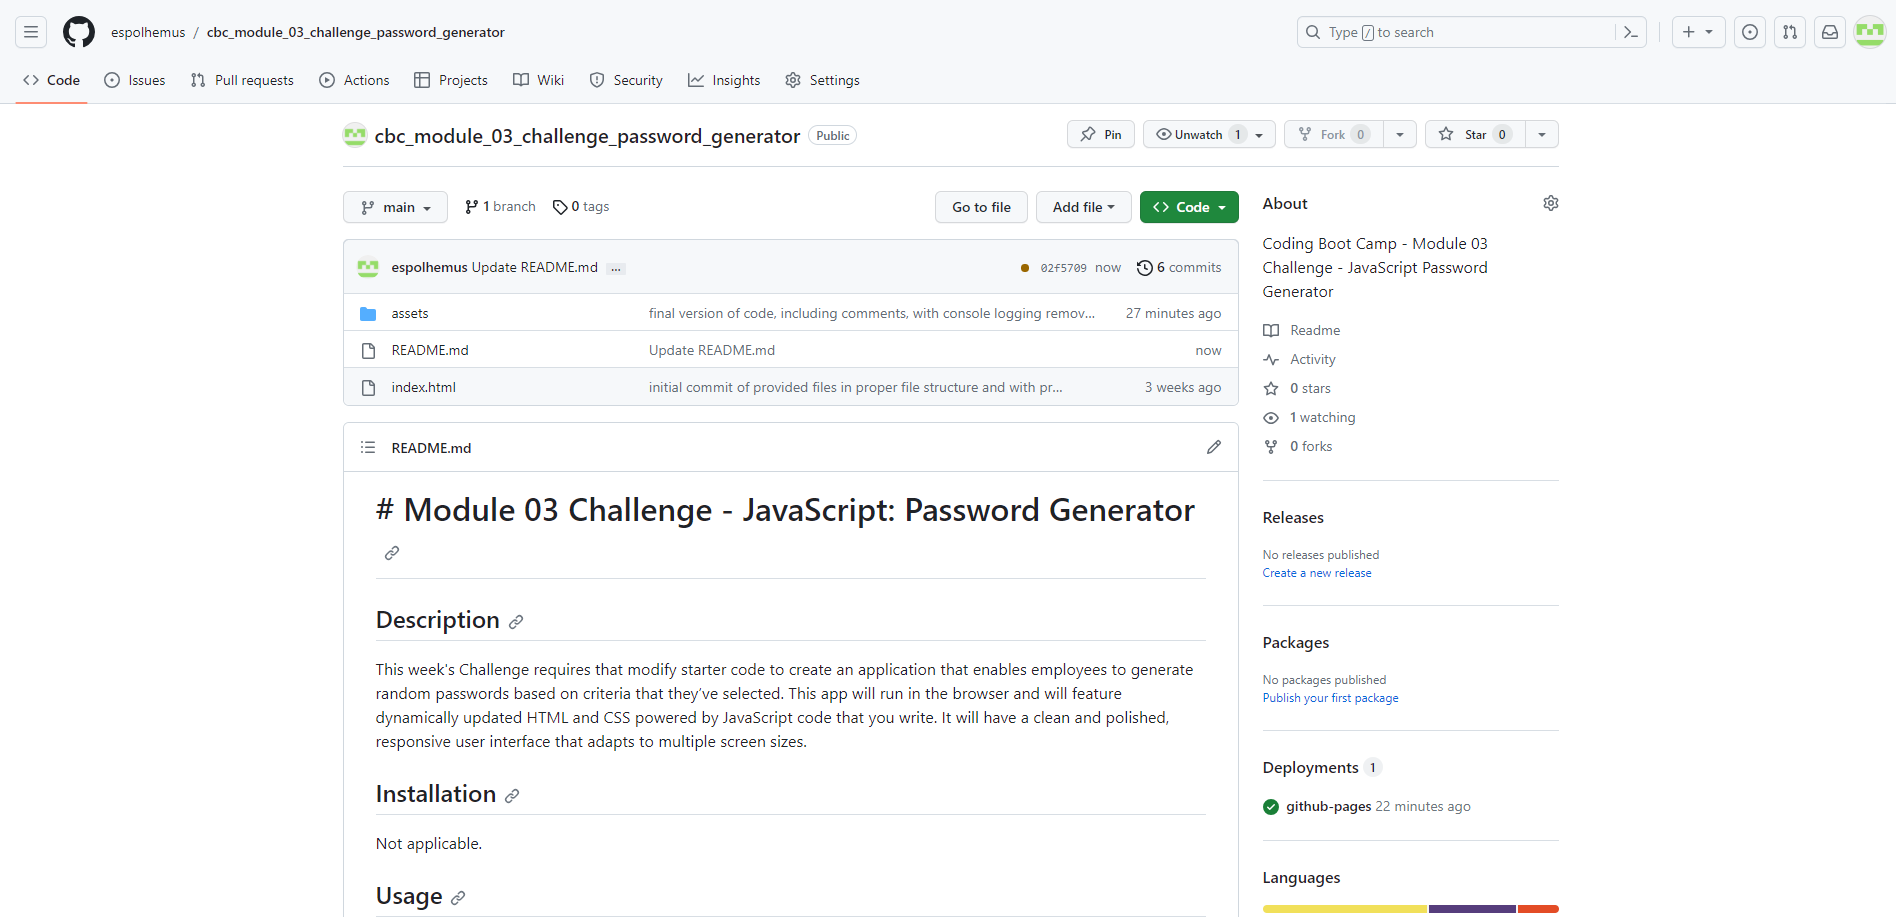 espolhemus / cbc_module_03_challenge_password_generator
Type / to search
Code Issues Pull requests Actions Projects Wiki Security Insights Settings
cbc_module_03_challenge_password_generator Public
Pin Unwatch 1 Fork 0 Star 0
main 1 branch 0 tags Go to file Add file <> Code
espolhemus Update README.md ... 02f5709 now 6 commits
assets final version of code, including comments, with console logging remov... 27 minutes ago
README.md Update README.md now
index.html initial commit of provided files in proper file structure and with pr... 3 weeks ago
README.md
# Module 03 Challenge - JavaScript: Password Generator
Description
This week's Challenge requires that modify starter code to create an application that enables employees to generate
random passwords based on criteria that they’ve selected. This app will run in the browser and will feature
dynamically updated HTML and CSS powered by JavaScript code that you write. It will have a clean and polished,
responsive user interface that adapts to multiple screen sizes.
Installation
Not applicable.
Usage
About
Coding Boot Camp - Module 03
Challenge - JavaScript Password
Generator
Readme
Activity
0 stars
1 watching
0 forks
Releases
No releases published
Create a new release
Packages
No packages published
Publish your first package
Deployments 1
github-pages 22 minutes ago
Languages